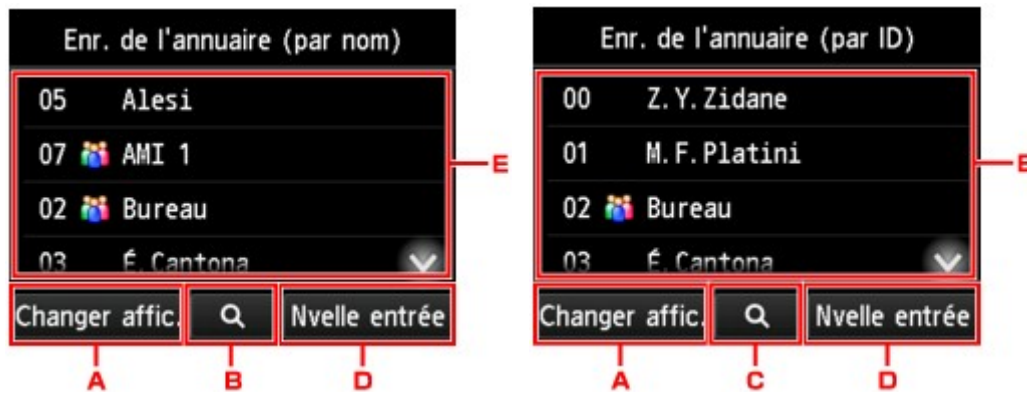 Enr. de l'annuaire (par nom)
05 Alesi
07 AMI 1
02 Bureau
03 É.Cantona
Changer affic.
Nvelle entrée
E
A
B
D
Enr. de l'annuaire (par ID)
00 Z.Y.Zidane
01 M.F.Platini
02 Bureau
03 É.Cantona
Changer affic.
Nvelle entrée
E
A
C
D